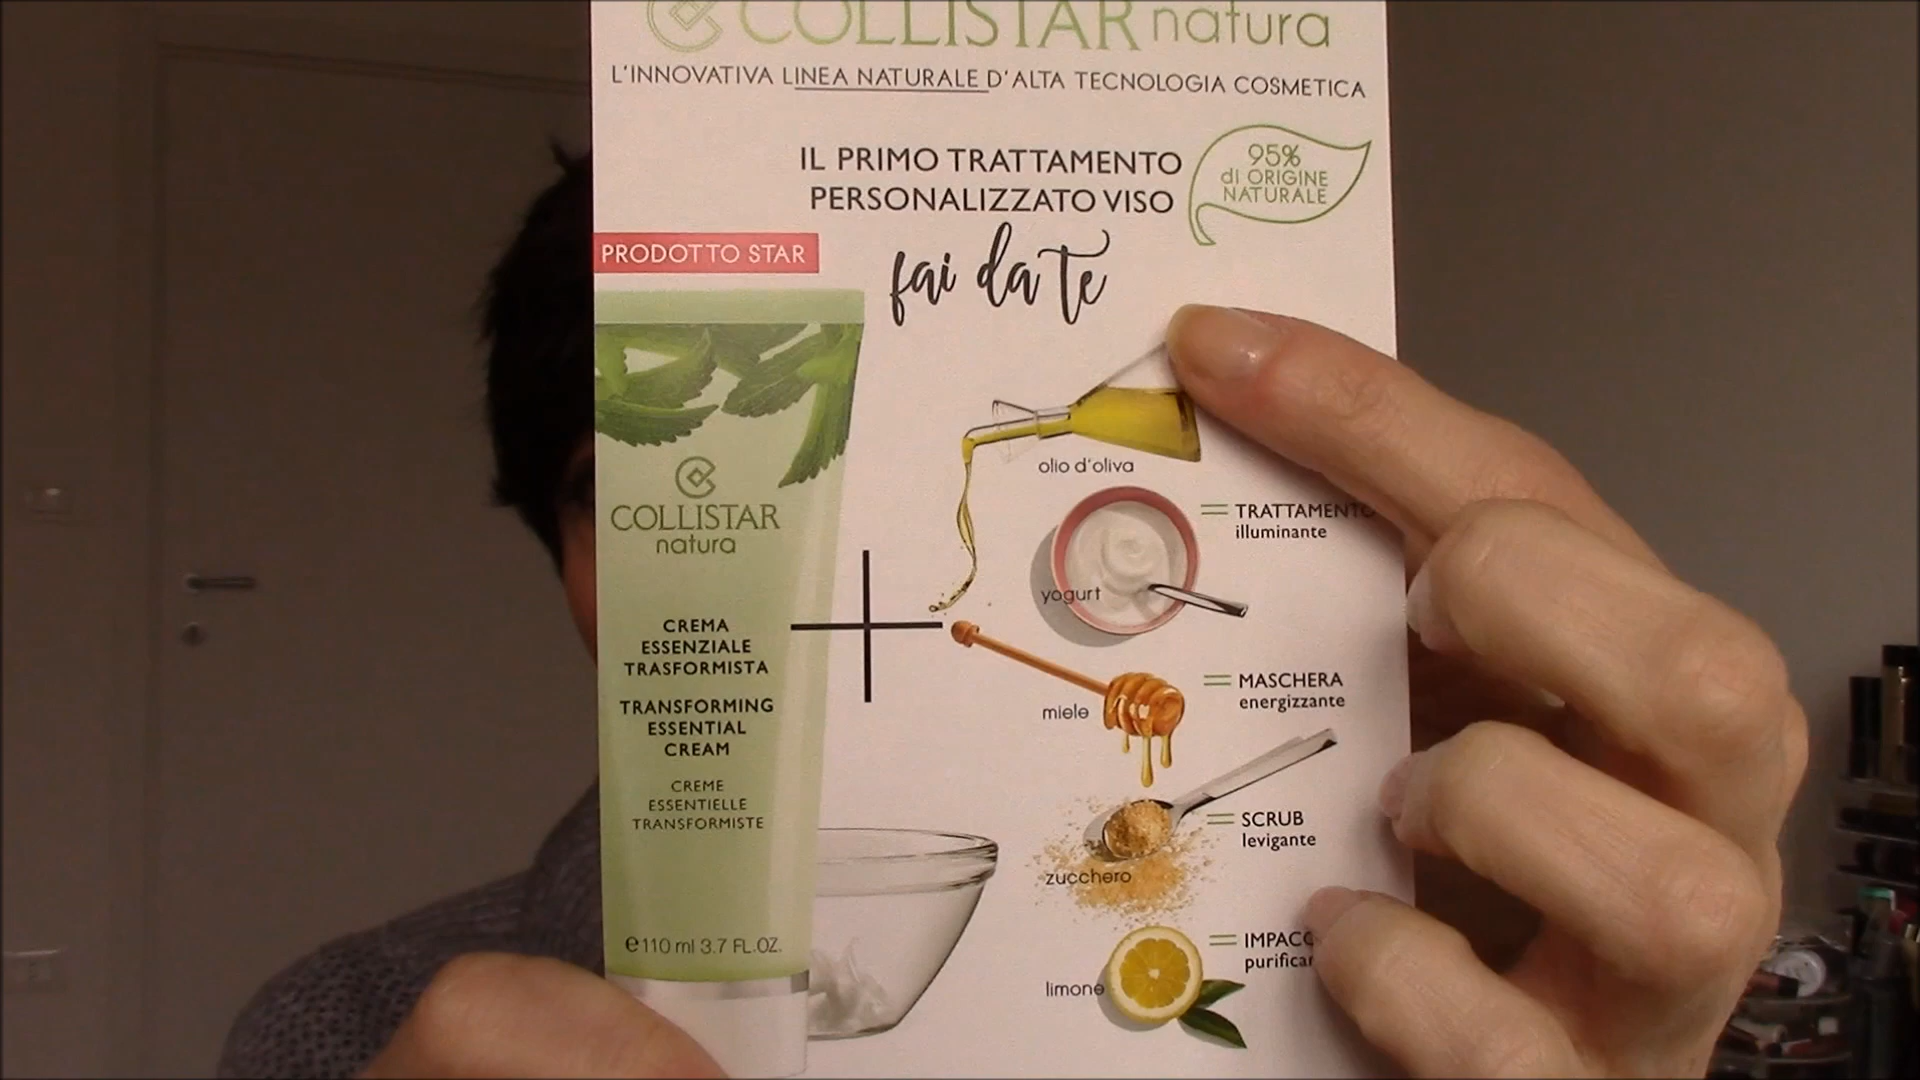 COLLISTAR natura
L'INNOVATIVA LINEA NATURALE D'ALTA TECNOLOGIA COSMETICA
IL PRIMO TRATTAMENTO
PERSONALIZZATO VISO
fai da te
95%
di ORIGINE
NATURALE
PRODOTTO STAR
COLLISTAR
natura
CREMA
ESSENZIALE
TRASFORMISTA
TRANSFORMING
ESSENTIAL
CREAM
CREME
ESSENTIELLE
TRANSFORMISTE
e110 ml 3.7 FL.OZ.
olio d'oliva
yogurt
= TRATTAMENTO
illuminante
miele
= MASCHERA
energizzante
zucchero
= SCRUB
levigante
limone